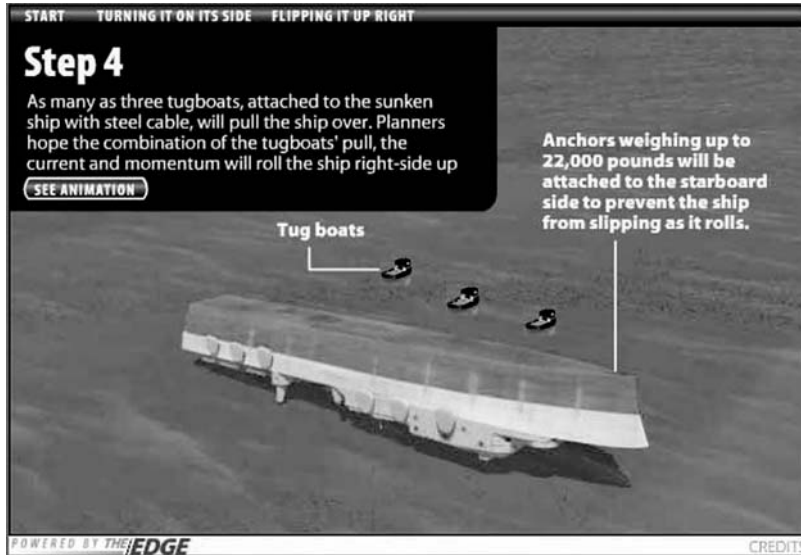 START TURNING IT ON ITS SIDE FLIPPING IT UP RIGHT
Step 4
As many as three tugboats, attached to the sunken
ship with steel cable, will pull the ship over. Planners
hope the combination of the tugboats' pull, the
current and momentum will roll the ship right-side up
SEE ANIMATION
Anchors weighing up to
22,000 pounds will be
attached to the starboard
side to prevent the ship
from slipping as it rolls.
Tug boats
POWERED BY THE EDGE
CREDITS